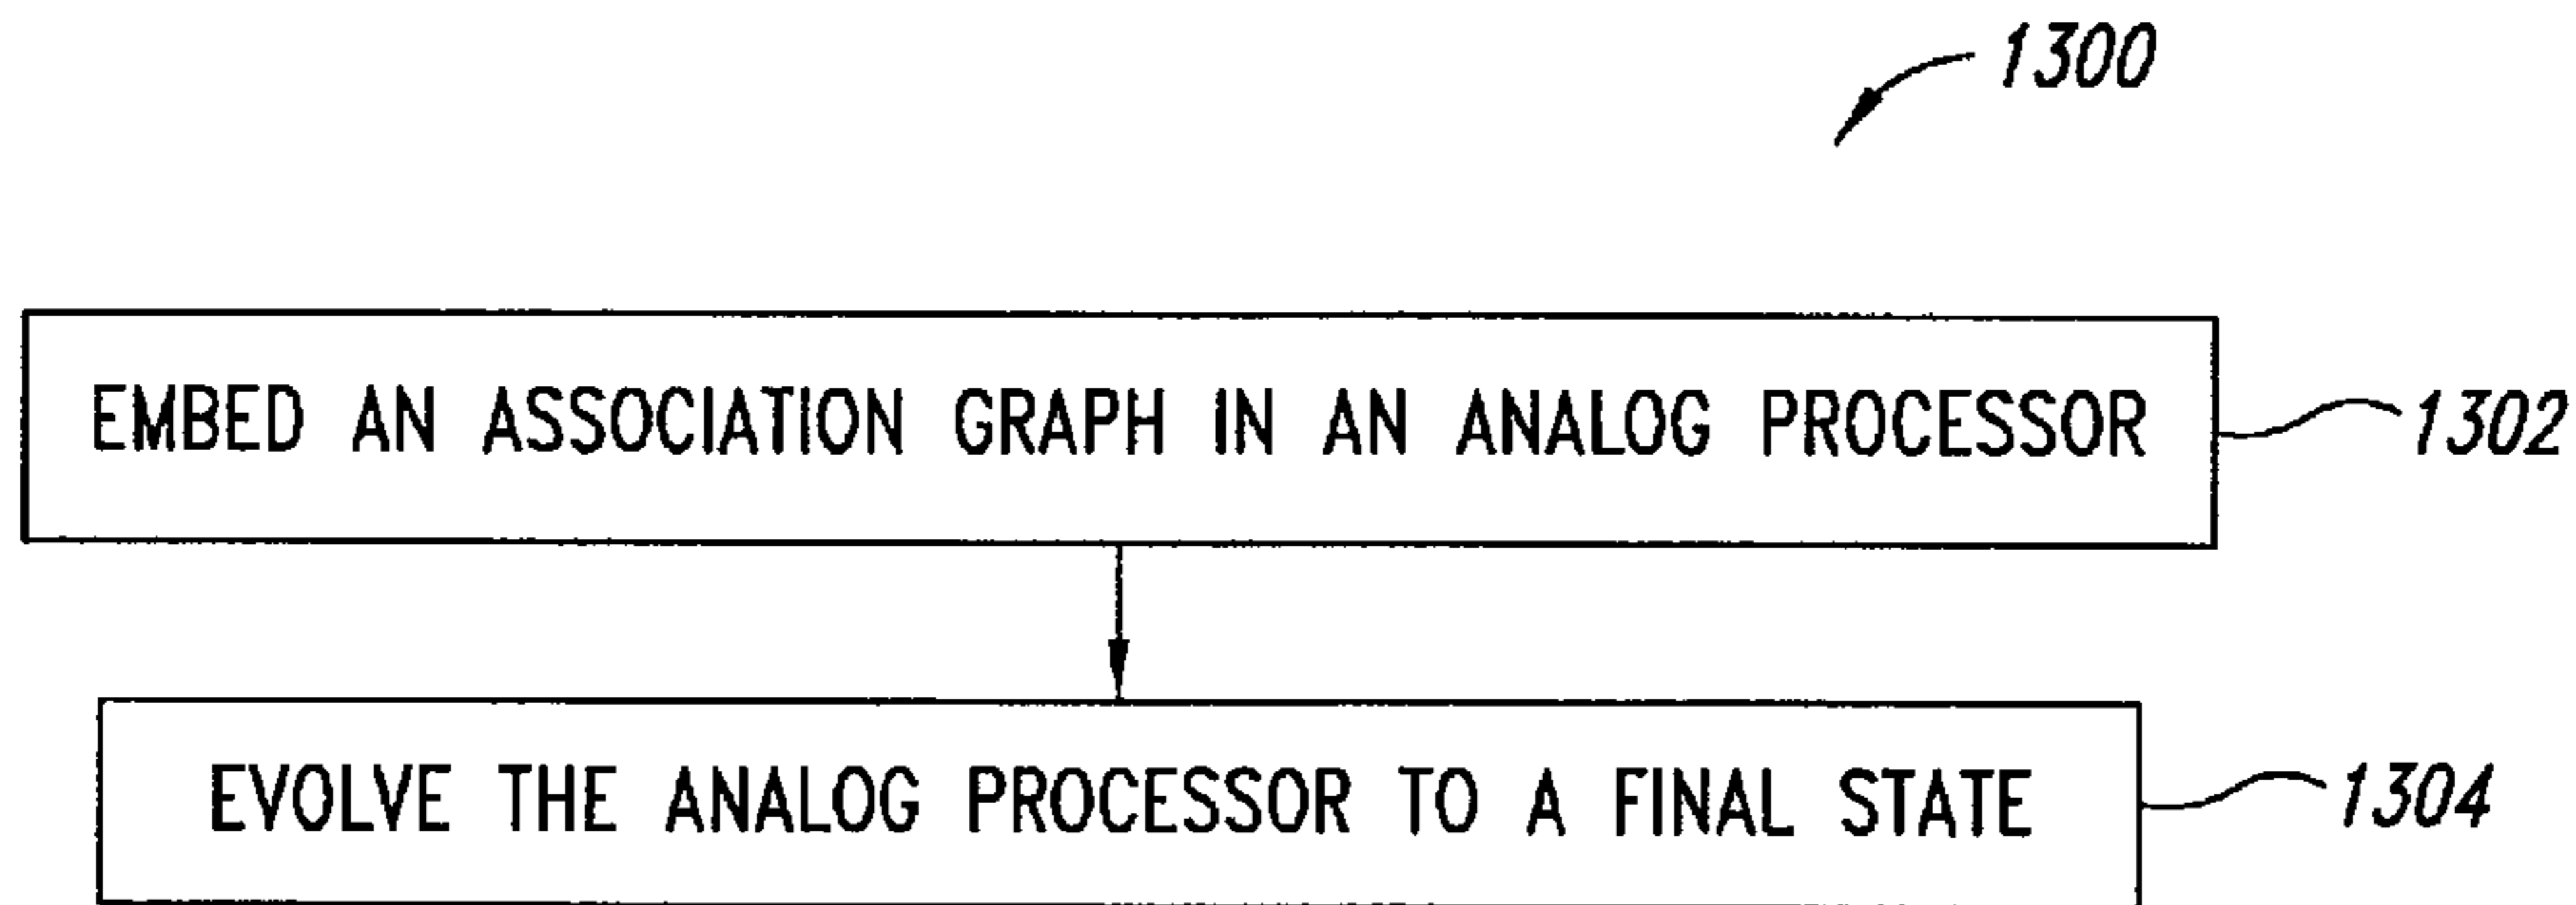 1300
EMBED AN ASSOCIATION GRAPH IN AN ANALOG PROCESSOR
1302
EVOLVE THE ANALOG PROCESSOR TO A FINAL STATE
1304